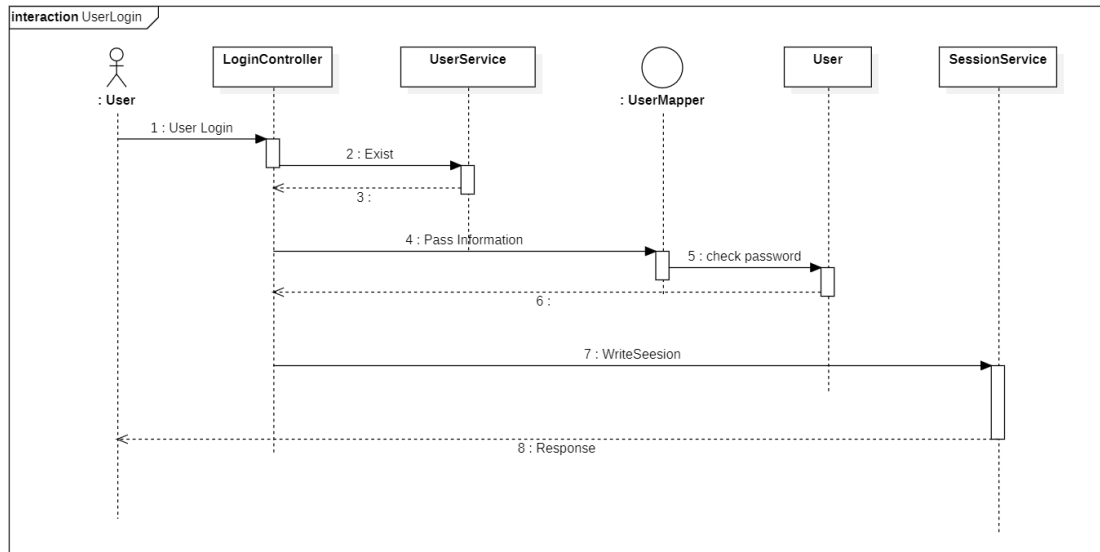 interaction UserLogin
LoginController
UserService
User
SessionService
: User
: UserMapper
1 : User Login
2 : Exist
3 :
4 : Pass Information
5 : check password
6 :
7 : WriteSeesion
8 : Response